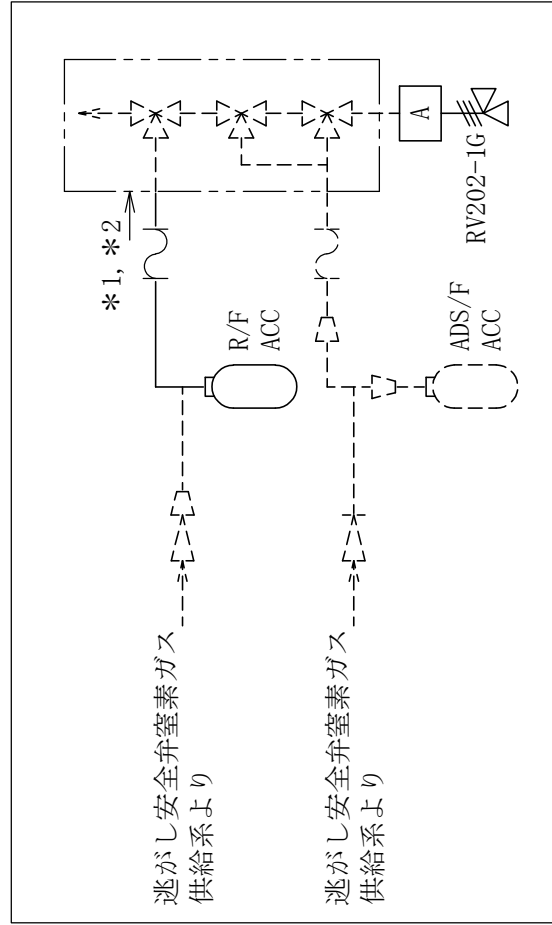 逃がし安全弁窒素ガス
供給系より
R/F
ACC
*1, *2
逃がし安全弁窒素ガス
供給系より
ADS/F
ACC
A
RV202-1G